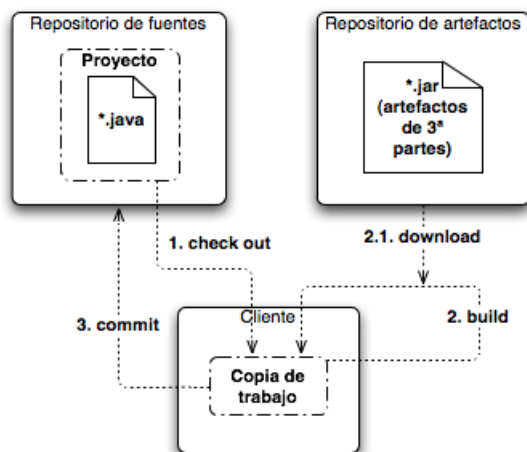 Repositorio de fuentes
Proyecto
*.java
Repositorio de artefactos
*.jar
(artefactos
de 3ª
partes)
1. check out
2.1. download
3. commit
2. build
Cliente
Copia de
trabajo